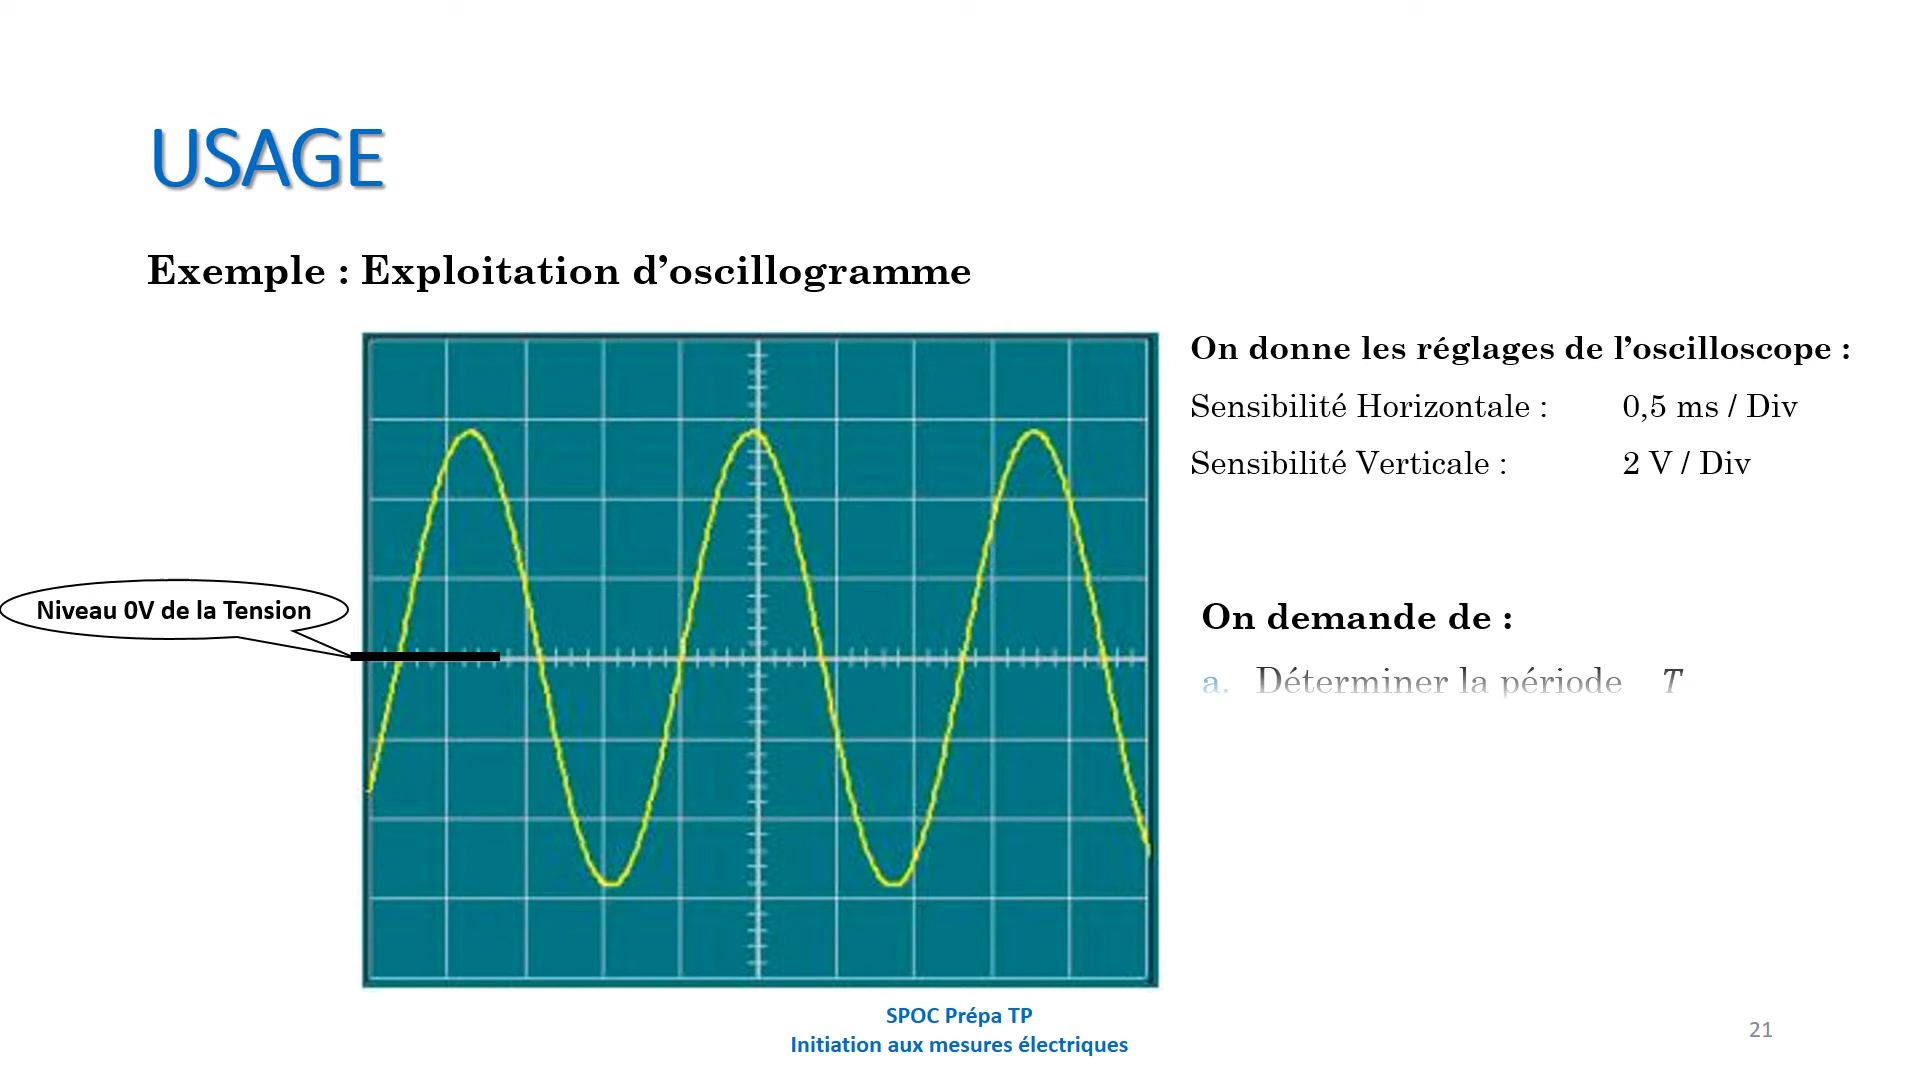 USAGE
Exemple : Exploitation d’oscillogramme
On donne les réglages de l’oscilloscope :
Sensibilité Horizontale : 0,5 ms / Div
Sensibilité Verticale : 2 V / Div
Niveau 0V de la Tension
On demande de :
a. Déterminer la période T
SPOC Prépa TP
Initiation aux mesures électriques
21